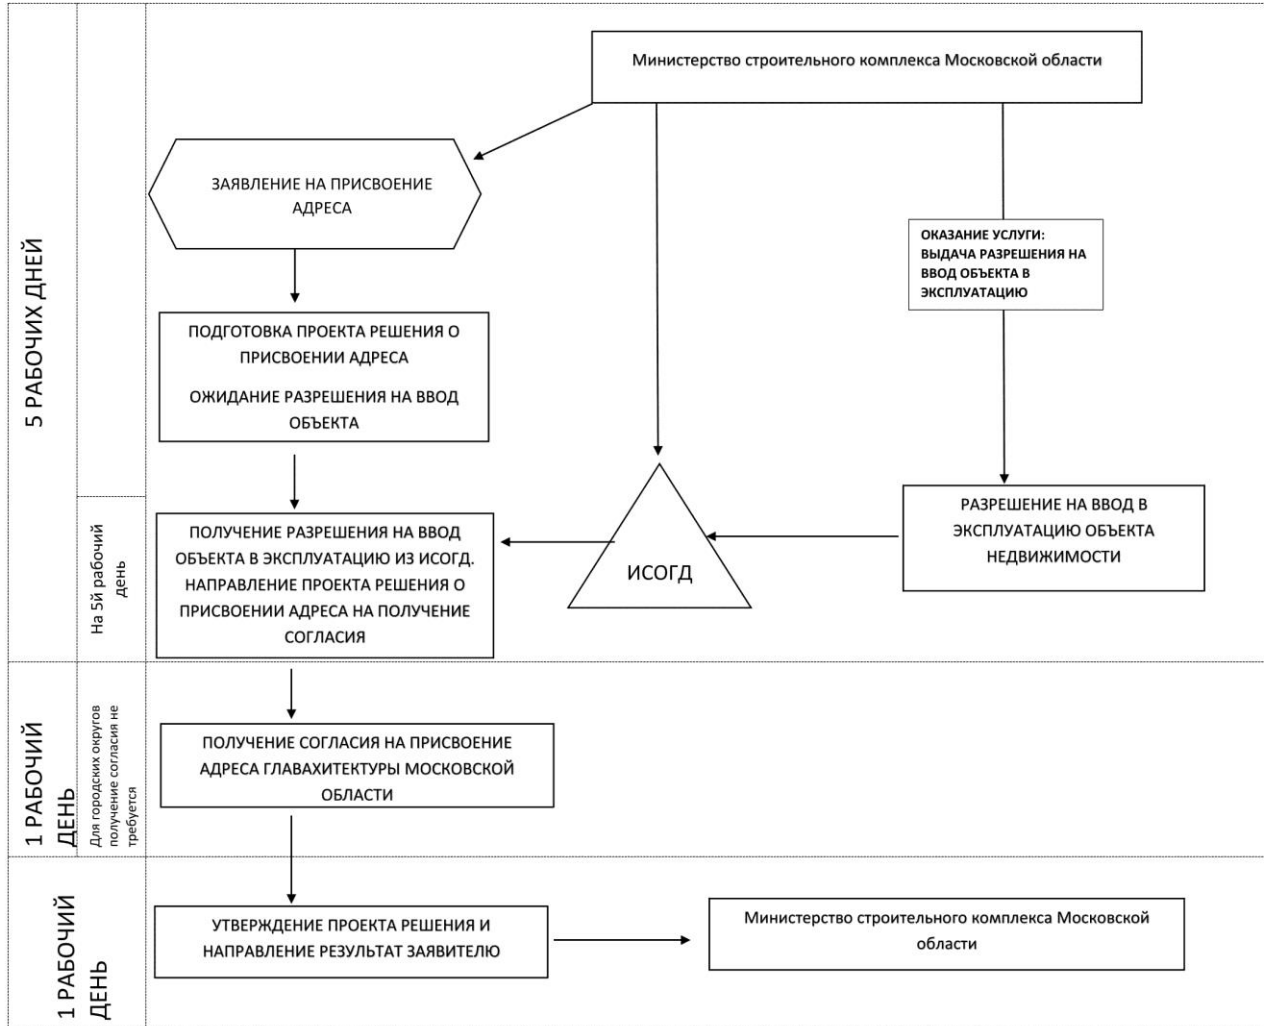 Министерство строительного комплекса Московской области
ЗАЯВЛЕНИЕ НА ПРИСВОЕНИЕ
АДРЕСА
5 РАБОЧИХ ДНЕЙ
ОКАЗАНИЕ УСЛУГИ:
ВЫДАЧА РАЗРЕШЕНИЯ НА
ВВОД ОБЪЕКТА В
ЭКСПЛУАТАЦИЮ
ПОДГОТОВКА ПРОЕКТА РЕШЕНИЯ О
ПРИСВОЕНИИ АДРЕСА
ОЖИДАНИЕ РАЗРЕШЕНИЯ НА ВВОД
ОБЪЕКТА
На 5й рабочий
день
ПОЛУЧЕНИЕ РАЗРЕШЕНИЯ НА ВВОД
ОБЪЕКТА В ЭКСПЛУАТАЦИЮ ИЗ ИСОГД.
НАПРАВЛЕНИЕ ПРОЕКТА РЕШЕНИЯ О
ПРИСВОЕНИИ АДРЕСА НА ПОЛУЧЕНИЕ
СОГЛАСИЯ
ИСОГД
РАЗРЕШЕНИЕ НА ВВОД В
ЭКСПЛУАТАЦИЮ ОБЪЕКТА
НЕДВИЖИМОСТИ
1 РАБОЧИЙ
ДЕНЬ
Для городских округов
получение согласия не
требуется
ПОЛУЧЕНИЕ СОГЛАСИЯ НА ПРИСВОЕНИЕ
АДРЕСА ГЛАВАХИТЕКТУРЫ МОСКОВСКОЙ
ОБЛАСТИ
1 РАБОЧИЙ
ДЕНЬ
УТВЕРЖДЕНИЕ ПРОЕКТА РЕШЕНИЯ И
НАПРАВЛЕНИЕ РЕЗУЛЬТАТ ЗАЯВИТЕЛЮ
Министерство строительного комплекса Московской
области